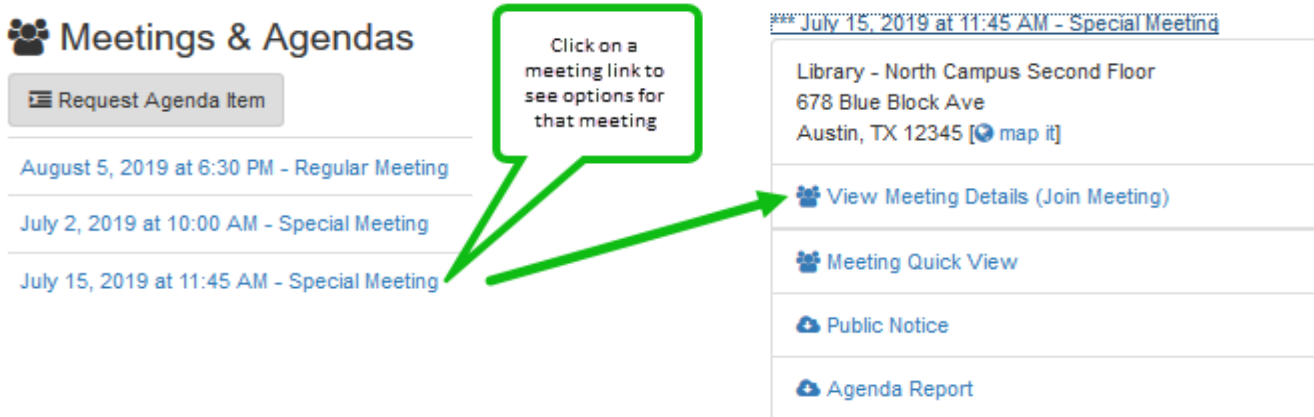 Meetings & Agendas
Request Agenda Item
August 5, 2019 at 6:30 PM - Regular Meeting
July 2, 2019 at 10:00 AM - Special Meeting
July 15, 2019 at 11:45 AM - Special Meeting
Click on a
meeting link to
see options for
that meeting
*** July 15, 2019 at 11:45 AM - Special Meeting
Library - North Campus Second Floor
678 Blue Block Ave
Austin, TX 12345 [map it]
View Meeting Details (Join Meeting)
Meeting Quick View
Public Notice
Agenda Report